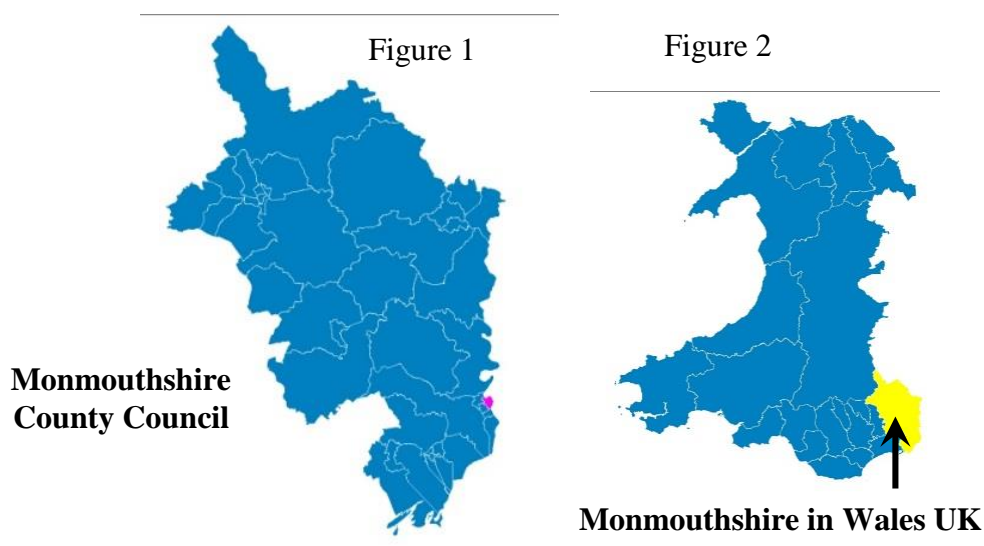 Figure 1
Figure 2
Monmouthshire
County Council
Monmouthshire in Wales UK